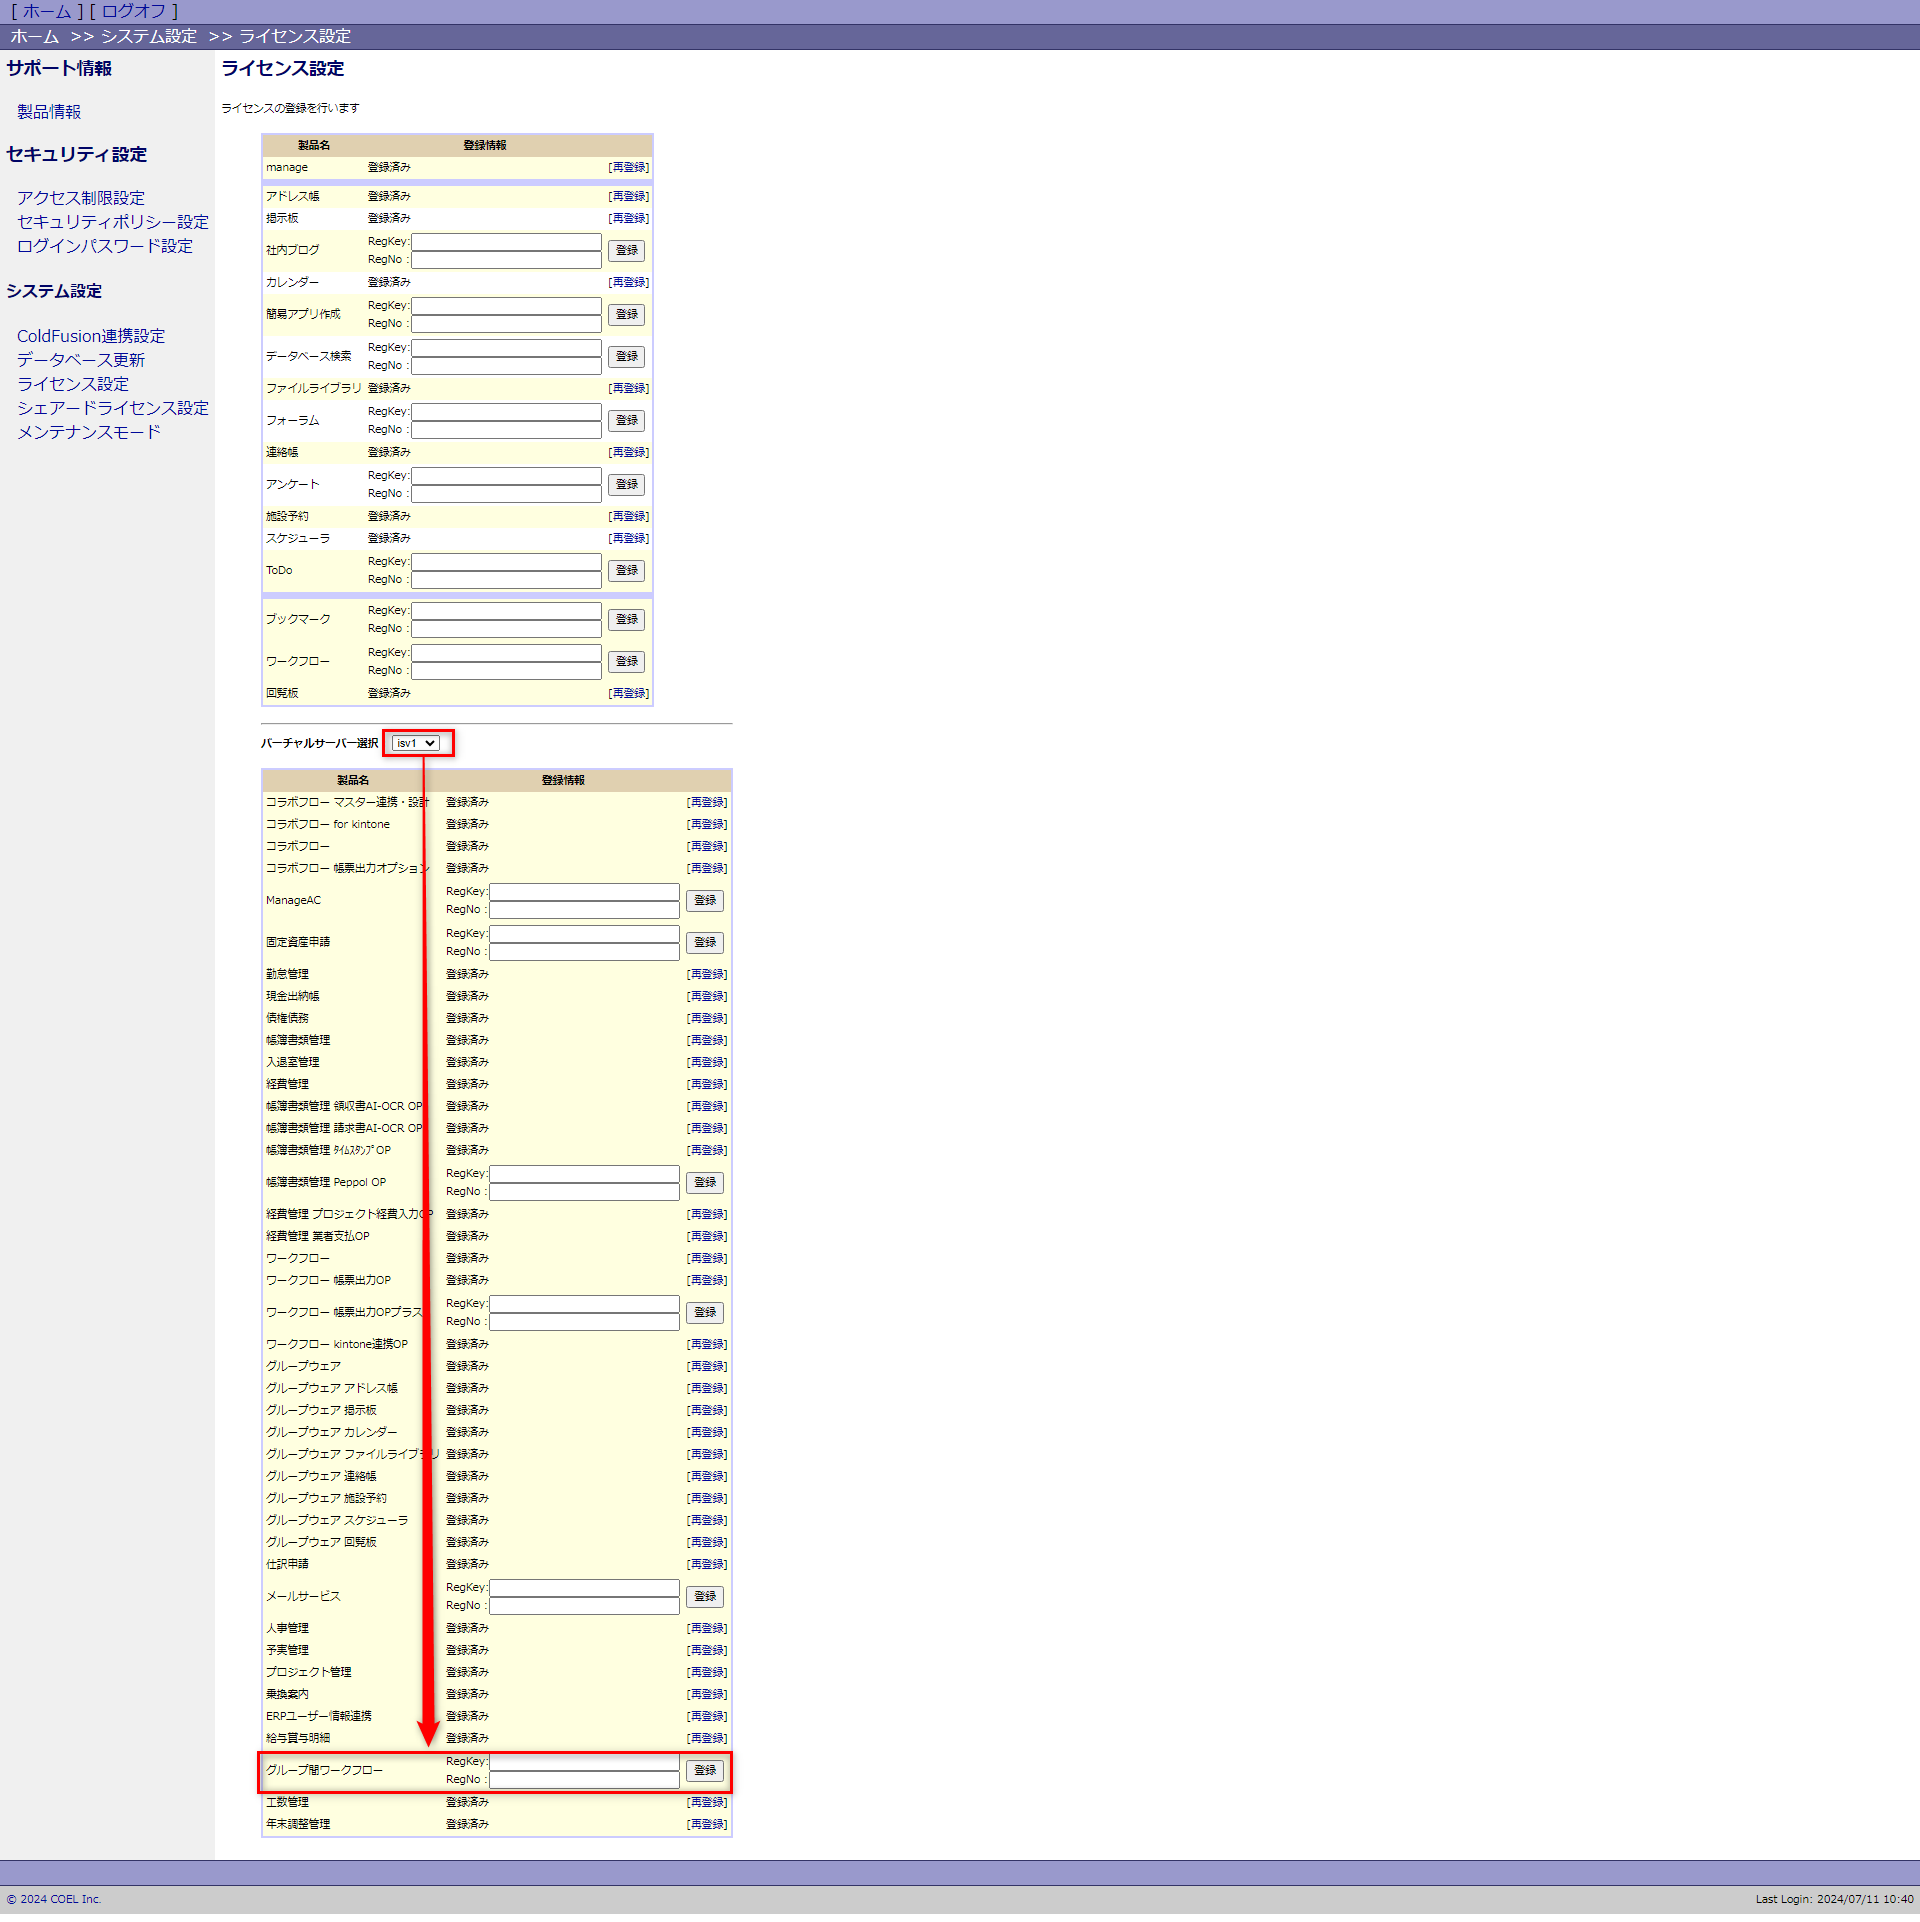 [ ホーム ] [ ログオフ ]
ホーム >> システム設定 >> ライセンス設定
サポート情報
製品情報
セキュリティ設定
アクセス制限設定
セキュリティポリシー設定
ログインパスワード設定
システム設定
ColdFusion連携設定
データベース更新
ライセンス設定
シェアードライセンス設定
メンテナンスモード
ライセンス設定
ライセンスの登録を行います
製品名 登録情報
manage 登録済み [再登録]
アドレス帳 登録済み [再登録]
掲示板 登録済み [再登録]
社内ブログ RegKey: 登録
RegNo :
カレンダー 登録済み [再登録]
簡易アプリ作成 RegKey: 登録
RegNo :
データベース検索 RegKey: 登録
RegNo :
ファイルライブラリ 登録済み [再登録]
フォーラム RegKey: 登録
RegNo :
連絡帳 登録済み [再登録]
アンケート RegKey: 登録
RegNo :
施設予約 登録済み [再登録]
スケジューラ 登録済み [再登録]
ToDo RegKey: 登録
RegNo :
ブックマーク RegKey: 登録
RegNo :
ワークフロー RegKey: 登録
RegNo :
回覧板 登録済み [再登録]
バーチャルサーバー選択 isv1
製品名 登録情報
コラボフロー マスター連携・設計 登録済み [再登録]
コラボフロー for kintone 登録済み [再登録]
コラボフロー 登録済み [再登録]
コラボフロー 帳票出力オプション 登録済み [再登録]
ManageAC RegKey: 登録
RegNo :
固定資産申請 RegKey: 登録
RegNo :
勤怠管理 登録済み [再登録]
現金出納帳 登録済み [再登録]
債権債務 登録済み [再登録]
帳簿書類管理 登録済み [再登録]
入退室管理 登録済み [再登録]
経費管理 登録済み [再登録]
帳簿書類管理 領収書AI-OCR OP 登録済み [再登録]
帳簿書類管理 請求書AI-OCR OP 登録済み [再登録]
帳簿書類管理 ﾀｲﾑｽﾀﾝﾌﾟOP 登録済み [再登録]
帳簿書類管理 Peppol OP RegKey: 登録
RegNo :
経費管理 プロジェクト経費入力OP 登録済み [再登録]
経費管理 業者支払OP 登録済み [再登録]
ワークフロー 登録済み [再登録]
ワークフロー 帳票出力OP 登録済み [再登録]
ワークフロー 帳票出力OPプラス RegKey: 登録
RegNo :
ワークフロー kintone連携OP 登録済み [再登録]
グループウェア 登録済み [再登録]
グループウェア アドレス帳 登録済み [再登録]
グループウェア 掲示板 登録済み [再登録]
グループウェア カレンダー 登録済み [再登録]
グループウェア ファイルライブラリ 登録済み [再登録]
グループウェア 連絡帳 登録済み [再登録]
グループウェア 施設予約 登録済み [再登録]
グループウェア スケジューラ 登録済み [再登録]
グループウェア 回覧板 登録済み [再登録]
仕訳申請 登録済み [再登録]
メールサービス RegKey: 登録
RegNo :
人事管理 登録済み [再登録]
予実管理 登録済み [再登録]
プロジェクト管理 登録済み [再登録]
乗換案内 登録済み [再登録]
ERPユーザー情報連携 登録済み [再登録]
給与賞与明細 登録済み [再登録]
グループ間ワークフロー RegKey: 登録
RegNo :
工数管理 登録済み [再登録]
年末調整管理 登録済み [再登録]
© 2024 COEL Inc. Last Login: 2024/07/11 10:40